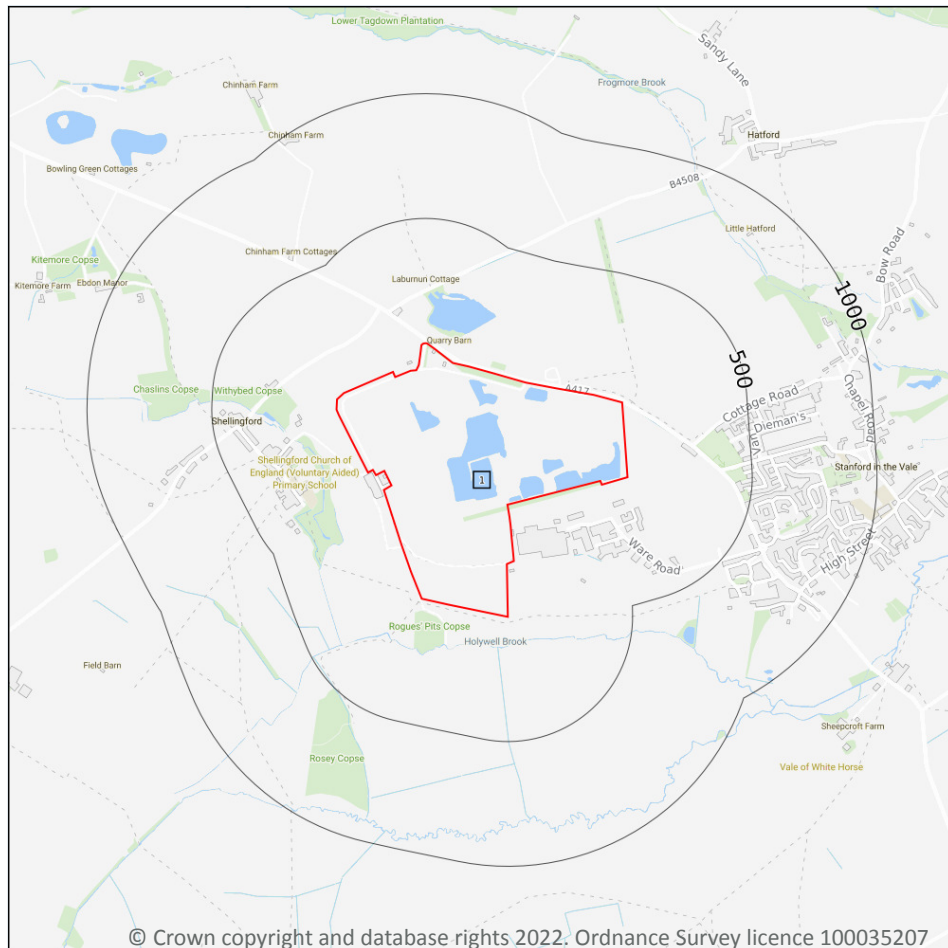 Lower Tagdown Plantation
Sandy Lane
Frogmore Brook
Chinham Farm
Chinham Farm
Hatford
Bowling Green Cottages
B4508
Little Hatford
Bow Road
Chinham Farm Cottages
Kitemore Copse
Kitemore Farm
Ebdon Manor
Laburnun Cottage
1000
Quarry Barn
500
A417
Chaslins Copse
Withybed Copse
Shellingford
Cottage Road
Van Dieman's
Chapel Road
Shellingford Church of
England (Voluntary Aided)
Primary School
1
Stanford in the Vale
High Street
Ware Road
Rogues' Pits Copse
Holywell Brook
Field Barn
Sheepcroft Farm
Rosey Copse
Vale of White Horse
© Crown copyright and database rights 2022. Ordnance Survey licence 100035207